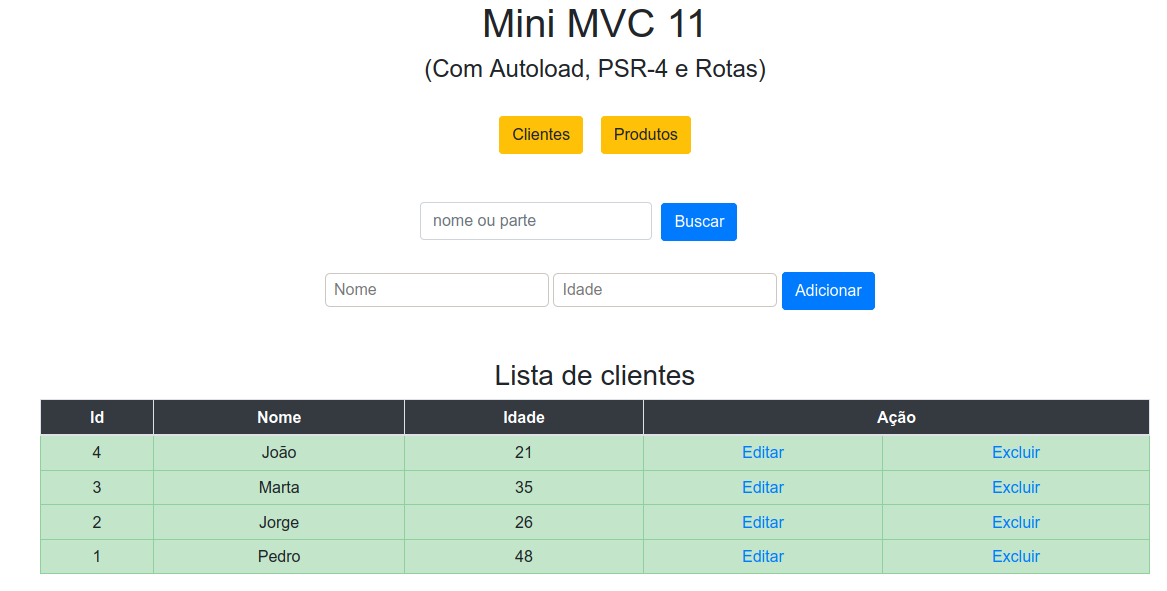 Mini MVC 11
(Com Autoload, PSR-4 e Rotas)
Clientes Produtos
nome ou parte Buscar
Nome Idade Adicionar
Lista de clientes
Id Nome Idade Ação
4 João 21 Editar Excluir
3 Marta 35 Editar Excluir
2 Jorge 26 Editar Excluir
1 Pedro 48 Editar Excluir